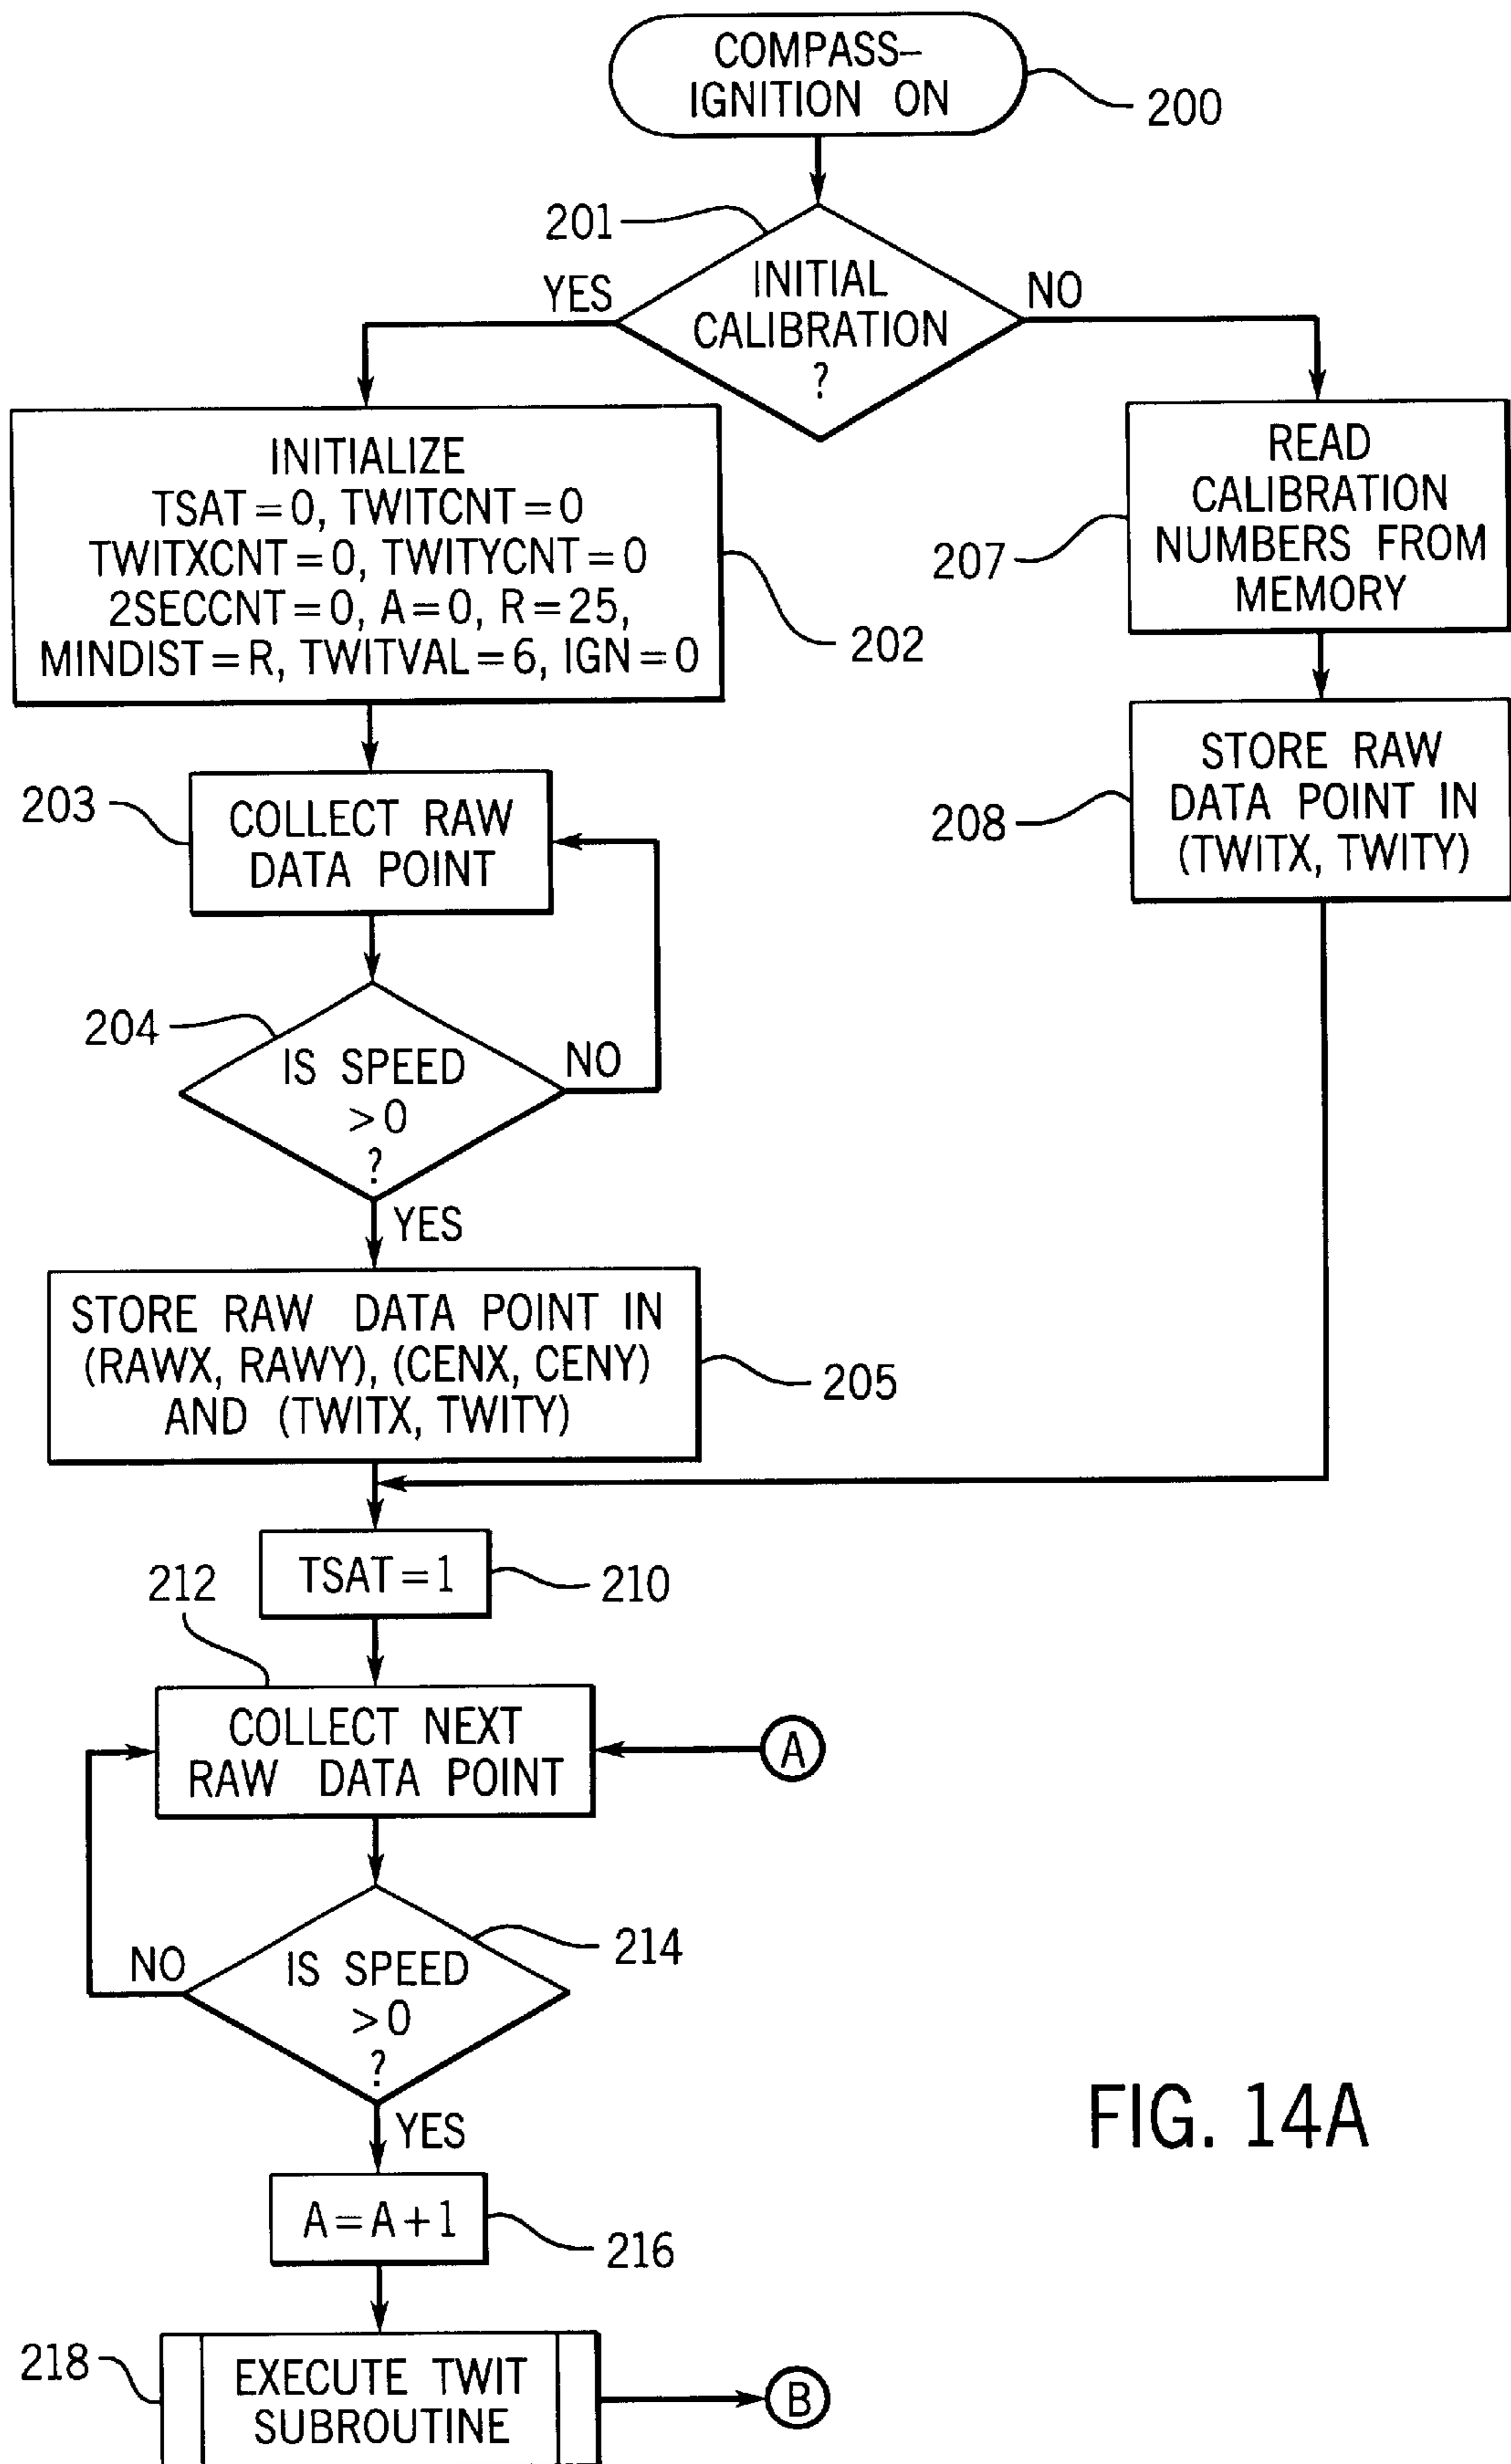 COMPASS–
IGNITION ON
200
201
YES
INITIAL
CALIBRATION
?
NO
INITIALIZE
TSAT=0, TWITCNT=0
TWITXCNT=0, TWITYCNT=0
2SECCNT=0, A=0, R=25,
MINDIST=R, TWITVAL=6, IGN=0
202
READ
CALIBRATION
NUMBERS FROM
MEMORY
207
203
COLLECT RAW
DATA POINT
STORE RAW
DATA POINT IN
(TWITX, TWITY)
208
204
IS SPEED
>0
?
NO
YES
STORE RAW DATA POINT IN
(RAWX, RAWY), (CENX, CENY)
AND (TWITX, TWITY)
205
TSAT=1
210
212
COLLECT NEXT
RAW DATA POINT
A
NO
IS SPEED
>0
?
214
YES
A=A+1
216
218
EXECUTE TWIT
SUBROUTINE
B
FIG. 14A